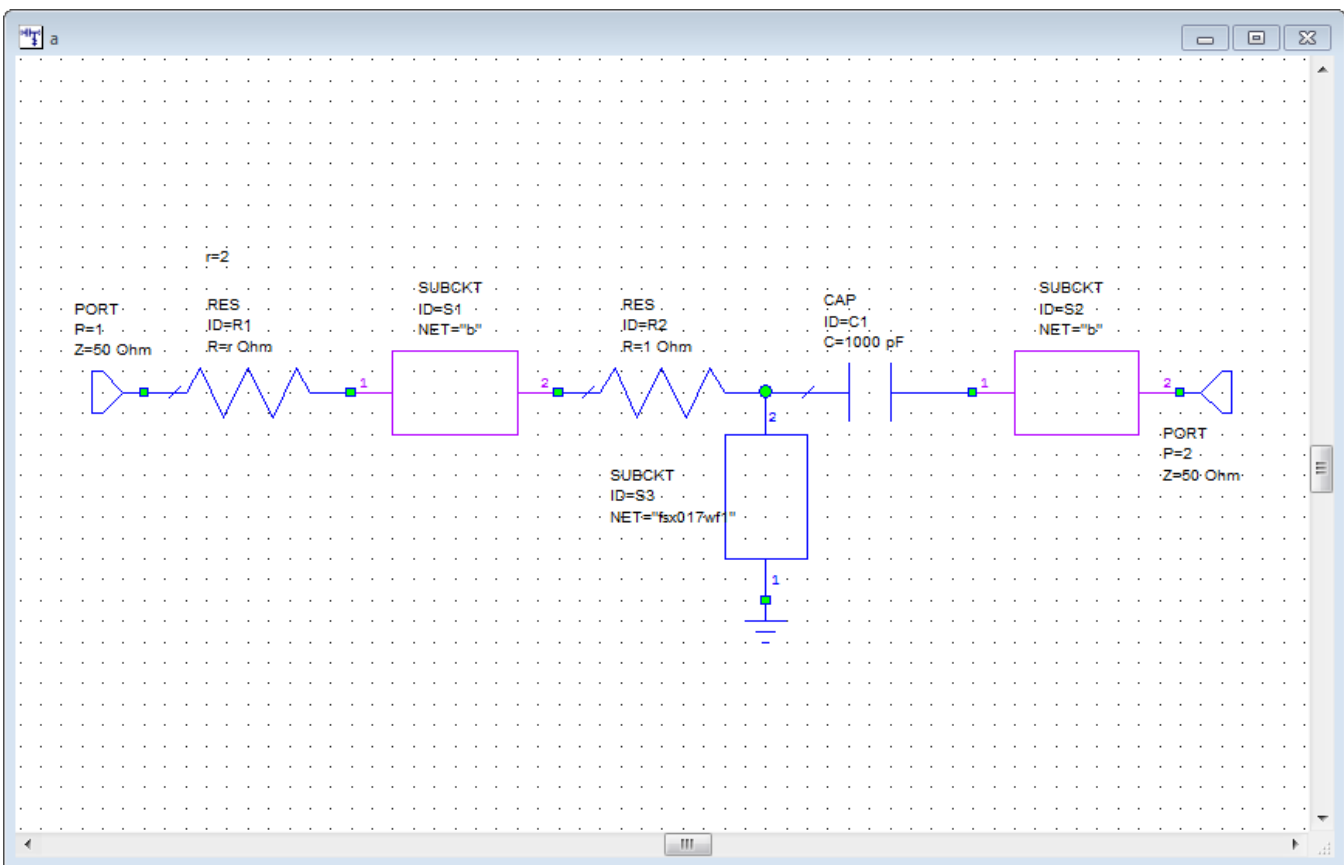 a
r=2
PORT
P=1
Z=50 Ohm
RES
ID=R1
R=r Ohm
SUBCKT
ID=S1
NET="b"
RES
ID=R2
R=1 Ohm
CAP
ID=C1
C=1000 pF
SUBCKT
ID=S2
NET="b"
1
2
1
2
2
PORT
P=2
Z=50 Ohm
SUBCKT
ID=S3
NET="fsx017wf1"
1